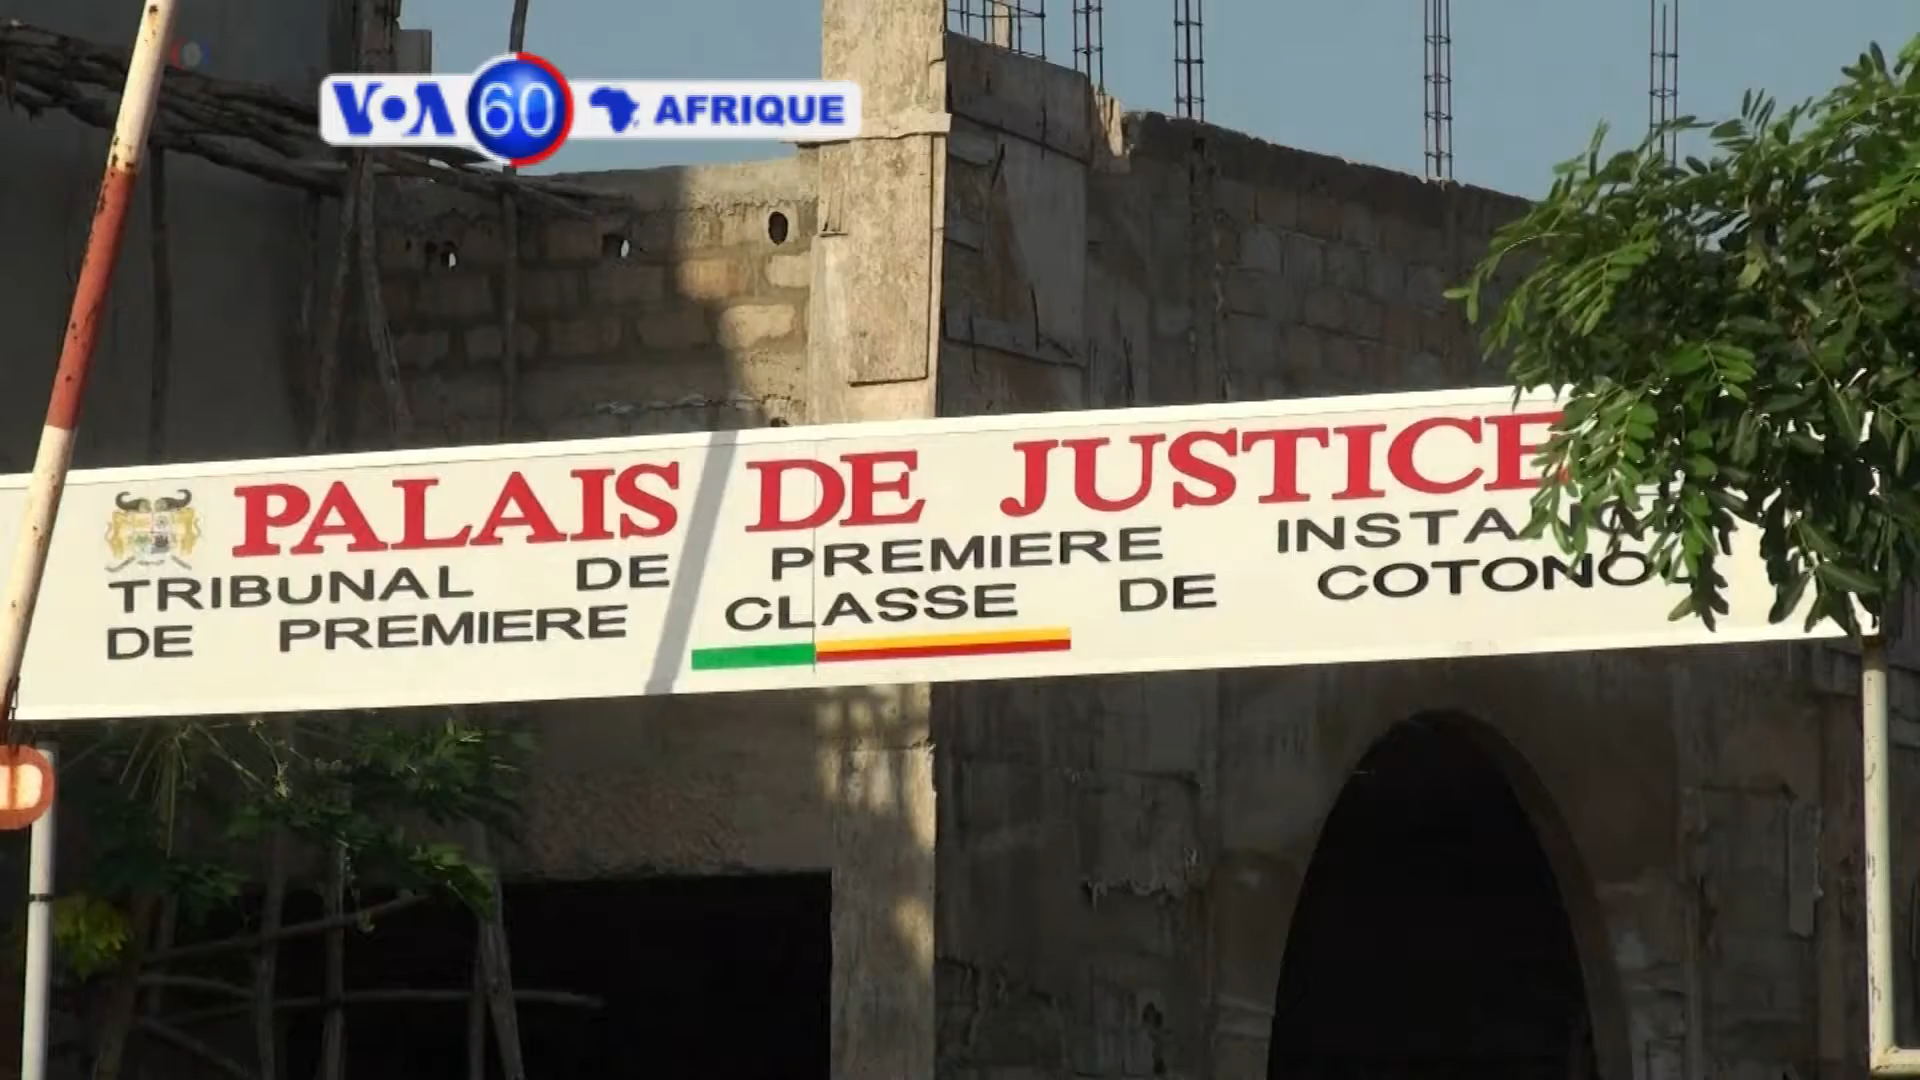 VOA 60 AFRIQUE
PALAIS DE JUSTICE
TRIBUNAL DE PREMIERE
DE PREMIERE CLASSE DE